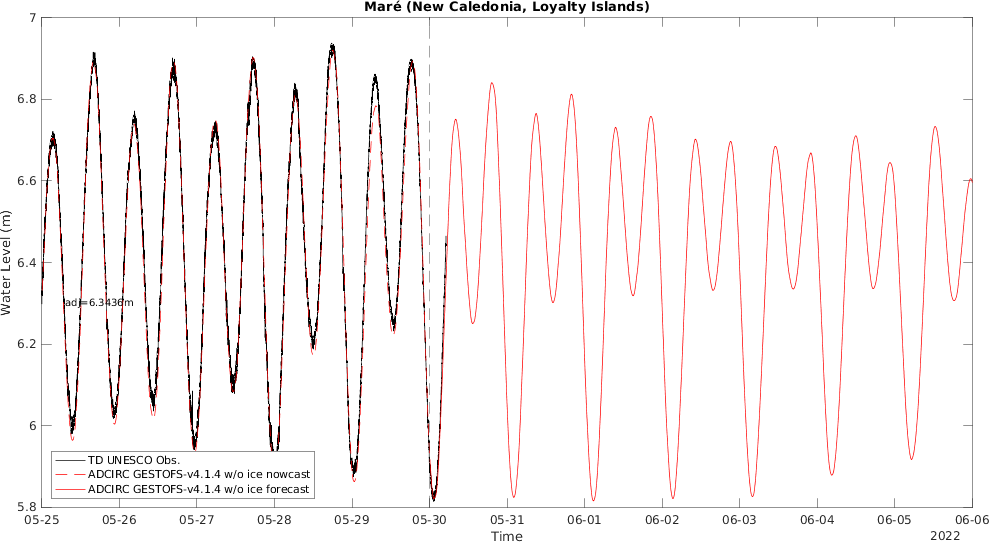 Maré (New Caledonia, Loyalty Islands)
7
6.8
6.6
6.4
6.2
6
5.8
Water Level (m)
adj=6.3436m
TD UNESCO Obs.
ADCIRC GESTOFS-v4.1.4 w/o ice nowcast
ADCIRC GESTOFS-v4.1.4 w/o ice forecast
05-25 05-26 05-27 05-28 05-29 05-30 05-31 06-01 06-02 06-03 06-04 06-05 06-06
Time
2022